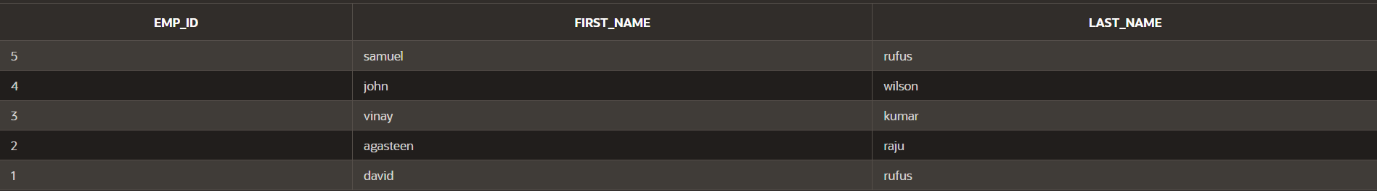 EMP_ID FIRST_NAME LAST_NAME
5 samuel rufus
4 john wilson
3 vinay kumar
2 agasteen raju
1 david rufus